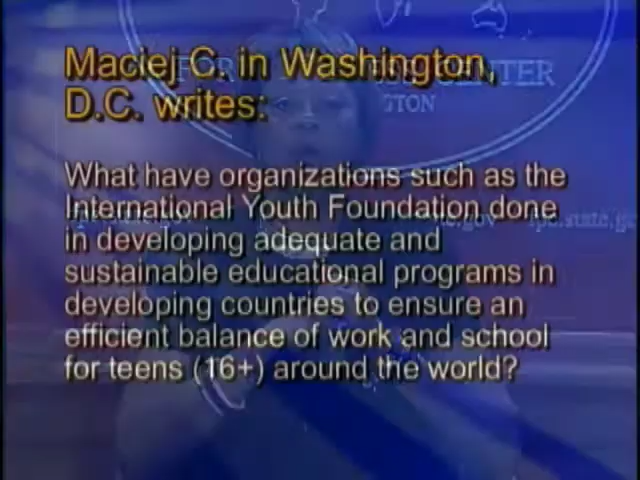 Maciej C. in Washington,
D.C. writes:
What have organizations such as the
International Youth Foundation done
in developing adequate and
sustainable educational programs in
developing countries to ensure an
efficient balance of work and school
for teens (16+) around the world?
CENTER